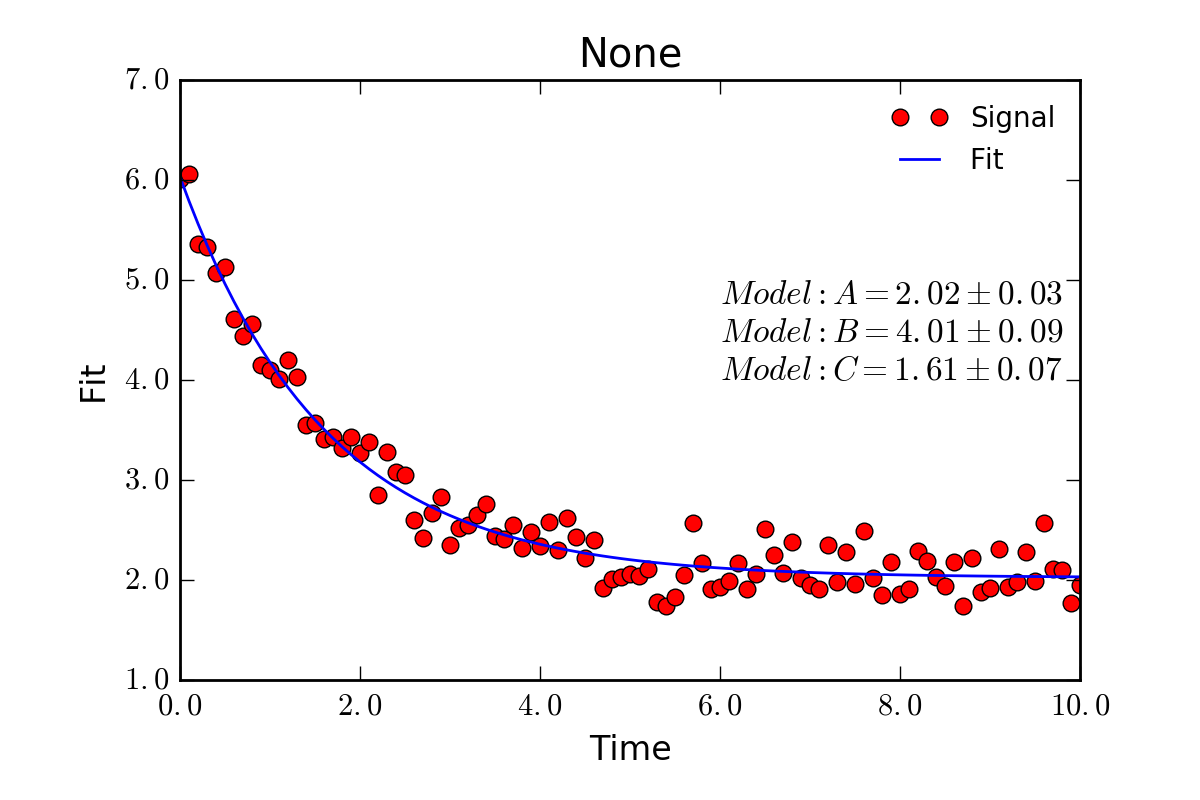 None
7.0
6.0
5.0
4.0
3.0
2.0
1.0
Fit
Signal
Fit
Model : A = 2.02 ± 0.03
Model : B = 4.01 ± 0.09
Model : C = 1.61 ± 0.07
0.0 2.0 4.0 6.0 8.0 10.0
Time